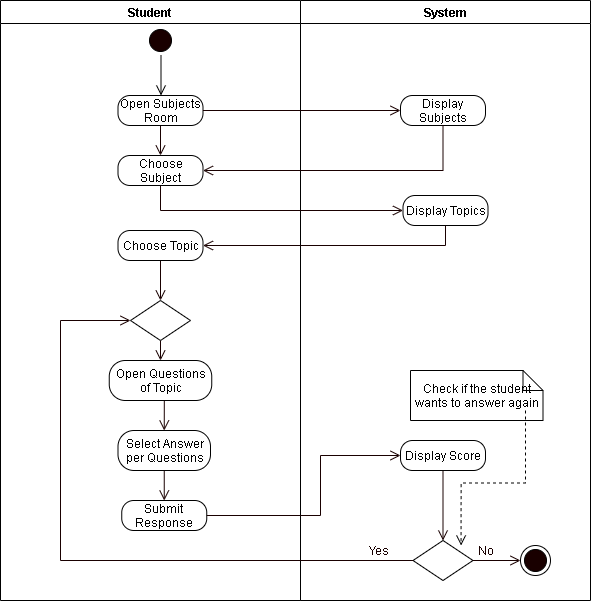 Student
System
Open Subjects
Room
Display
Subjects
Choose
Subject
Display Topics
Choose Topic
Open Questions
of Topic
Check if the student
wants to answer again
Select Answer
per Questions
Display Score
Submit
Response
Yes
No